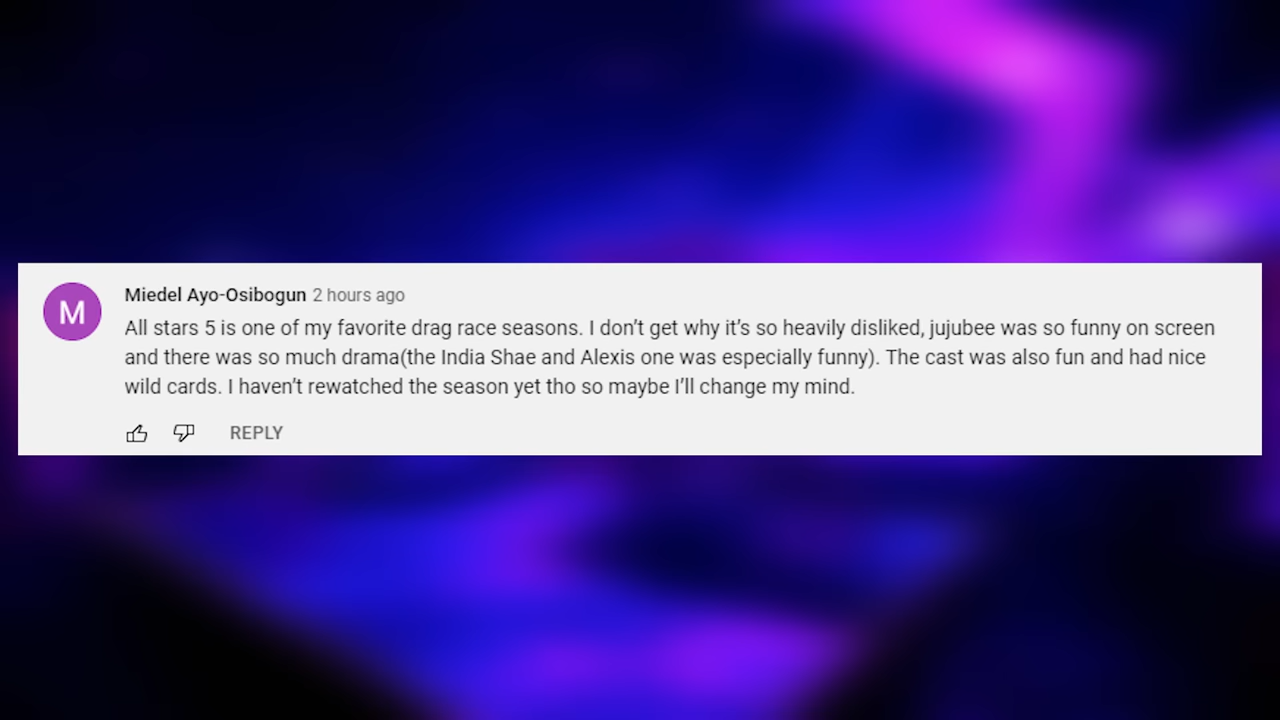 M
Miedel Ayo-Osibogun 2 hours ago
All stars 5 is one of my favorite drag race seasons. I don’t get why it’s so heavily disliked, jujubee was so funny on screen
and there was so much drama(the India Shae and Alexis one was especially funny). The cast was also fun and had nice
wild cards. I haven’t rewatched the season yet tho so maybe I’ll change my mind.
REPLY